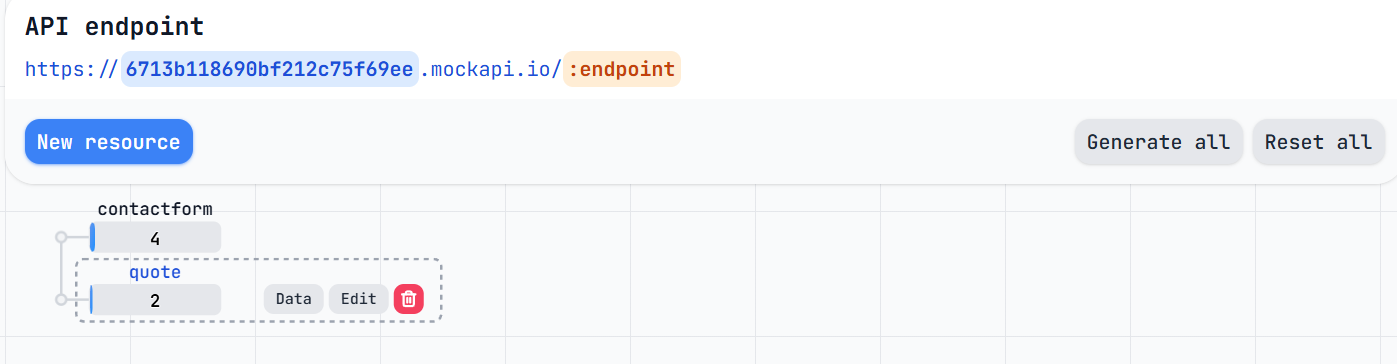 API endpoint
https://6713b118690bf212c75f69ee.mockapi.io/:endpoint
New resource
Generate all
Reset all
contactform
4
quote
2
Data
Edit